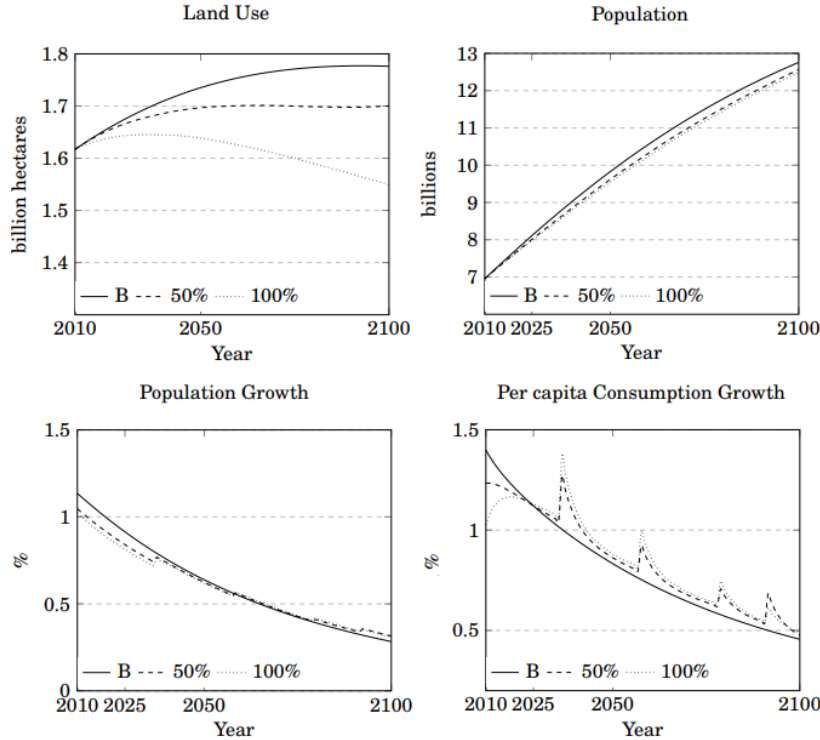 Land Use
1.8
1.7
1.6
1.5
1.4
billion hectares
B 50% 100%
2010 2050 2100
Year
Population
13
12
11
10
9
8
7
billions
B 50% 100%
2010 2025 2050 2100
Year
Population Growth
1.5
1
0.5
0
%
B 50% 100%
2010 2025 2050 2100
Year
Per capita Consumption Growth
1.5
1
0.5
%
B 50% 100%
2010 2025 2050 2100
Year